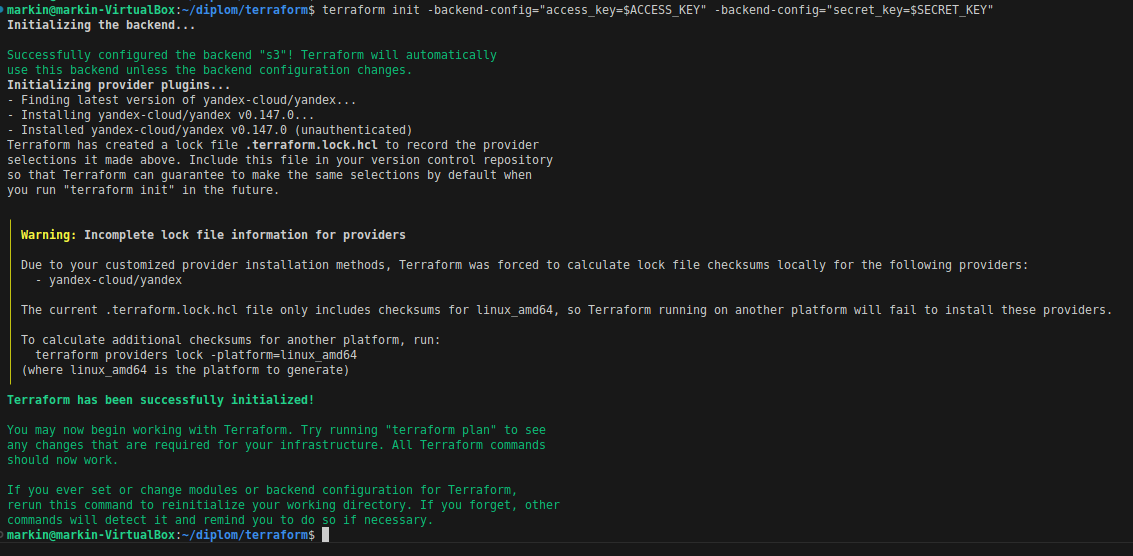 markin@markin-VirtualBox:~/diplom/terraform$ terraform init -backend-config="access_key=$ACCESS_KEY" -backend-config="secret_key=$SECRET_KEY"
Initializing the backend...

Successfully configured the backend "s3"! Terraform will automatically
use this backend unless the backend configuration changes.
Initializing provider plugins...
- Finding latest version of yandex-cloud/yandex...
- Installing yandex-cloud/yandex v0.147.0...
- Installed yandex-cloud/yandex v0.147.0 (unauthenticated)
Terraform has created a lock file .terraform.lock.hcl to record the provider
selections it made above. Include this file in your version control repository
so that Terraform can guarantee to make the same selections by default when
you run "terraform init" in the future.

Warning: Incomplete lock file information for providers

Due to your customized provider installation methods, Terraform was forced to calculate lock file checksums locally for the following providers:
  - yandex-cloud/yandex

The current .terraform.lock.hcl file only includes checksums for linux_amd64, so Terraform running on another platform will fail to install these providers.

To calculate additional checksums for another platform, run:
  terraform providers lock -platform=linux_amd64
(where linux_amd64 is the platform to generate)

Terraform has been successfully initialized!

You may now begin working with Terraform. Try running "terraform plan" to see
any changes that are required for your infrastructure. All Terraform commands
should now work.

If you ever set or change modules or backend configuration for Terraform,
rerun this command to reinitialize your working directory. If you forget, other
commands will detect it and remind you to do so if necessary.
markin@markin-VirtualBox:~/diplom/terraform$